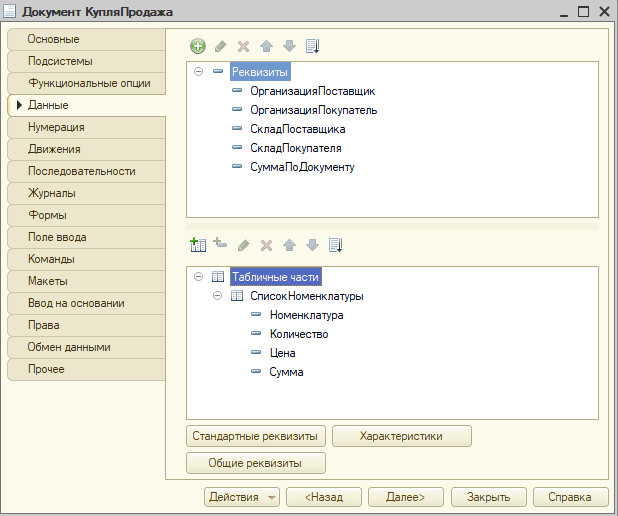 Документ КупляПродажа
Основные
Подсистемы
Функциональные опции
Данные
Нумерация
Движения
Последовательности
Журналы
Формы
Поле ввода
Команды
Макеты
Ввод на основании
Права
Обмен данными
Прочее
Реквизиты
ОрганизацияПоставщик
ОрганизацияПокупатель
СкладПоставщика
СкладПокупателя
СуммаПоДокументу
Табличные части
СписокНоменклатуры
Номенклатура
Количество
Цена
Сумма
Стандартные реквизиты
Характеристики
Общие реквизиты
Действия
<Назад
Далее>
Закрыть
Справка